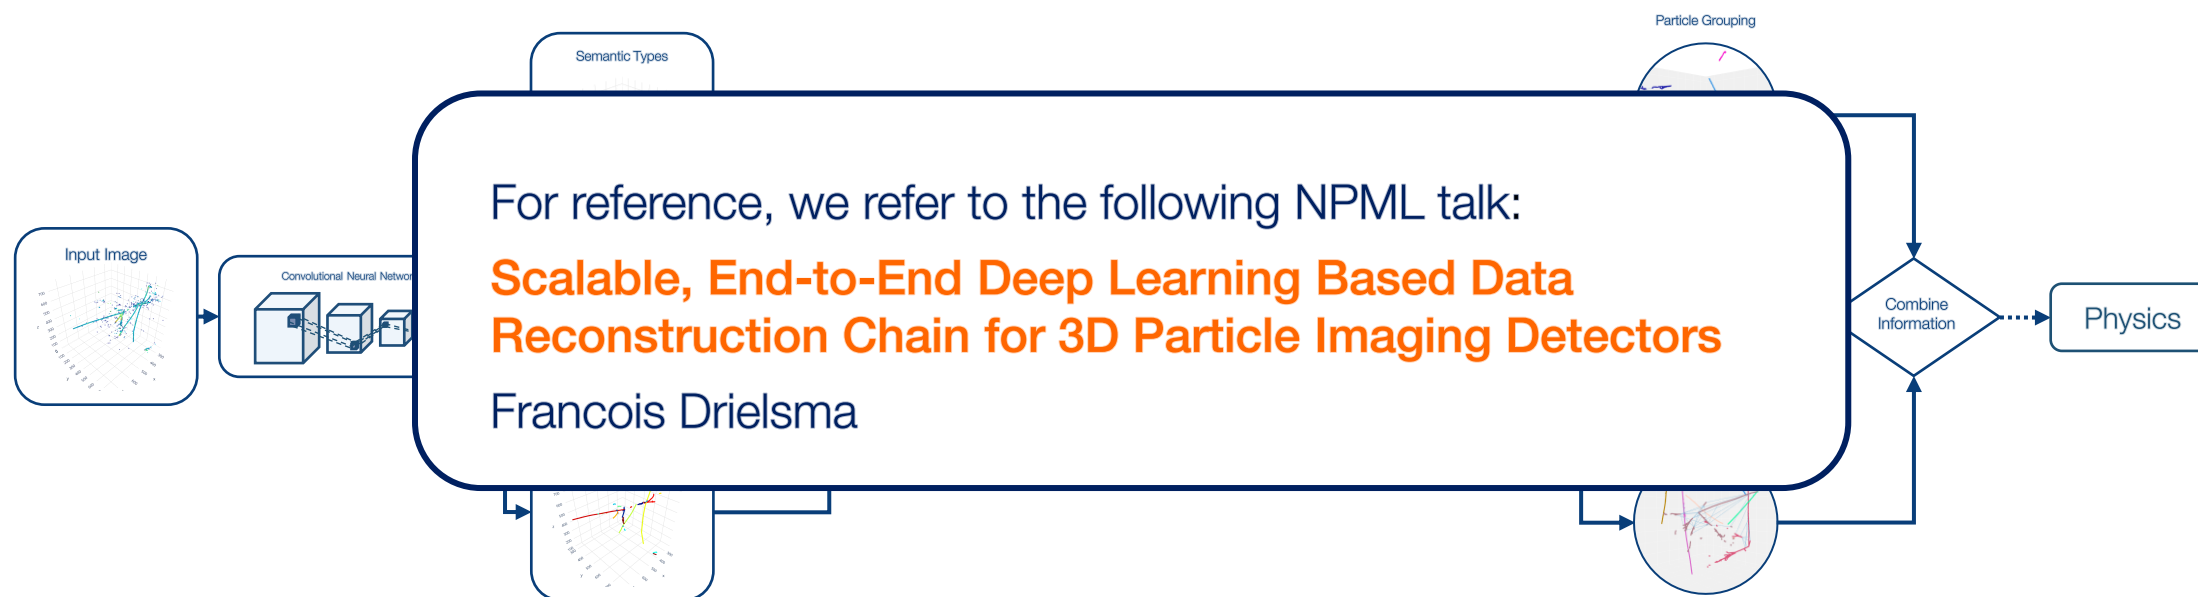 Particle Grouping
Semantic Types
For reference, we refer to the following NPML talk:
Input Image
Convolutional Neural Networ
Scalable, End-to-End Deep Learning Based Data
Reconstruction Chain for 3D Particle Imaging Detectors
Combine
Information
Physics
Francois Drielsma